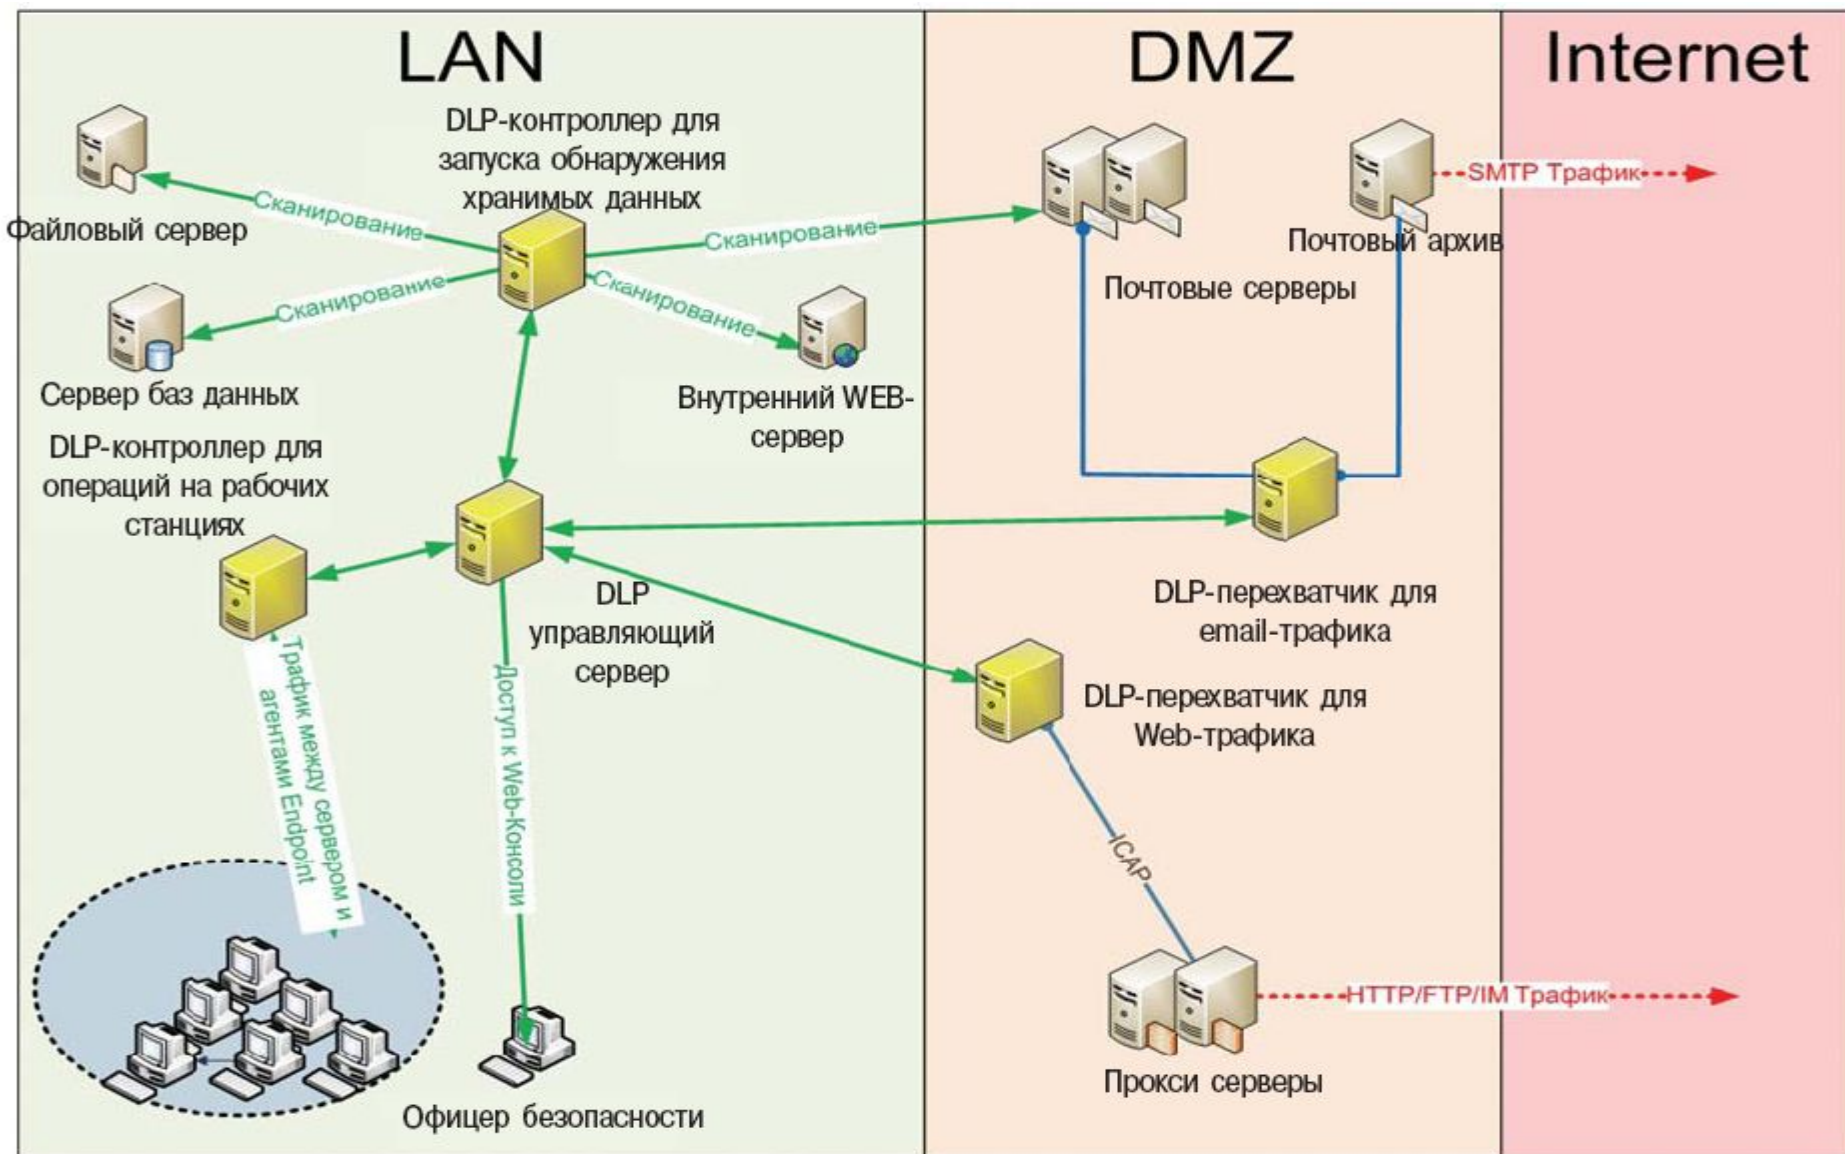 LAN
DMZ
Internet
DLP-контроллер для
запуска обнаружения
хранимых данных
Файловый сервер
Сканирование
Сканирование
Сканирование
Сканирование
SMTP Трафик
Почтовый архив
Почтовые серверы
Сервер баз данных
Внутренний WEB-
сервер
DLP-контроллер для
операций на рабочих
станциях
DLP
управляющий
сервер
DLP-перехватчик для
email-трафика
DLP-перехватчик для
Web-трафика
Трафик между сервером и
агентами Endpoint
Доступ к Web-Консоли
ICAP
HTTP/FTP/IM Трафик
Прокси серверы
Офицер безопасности